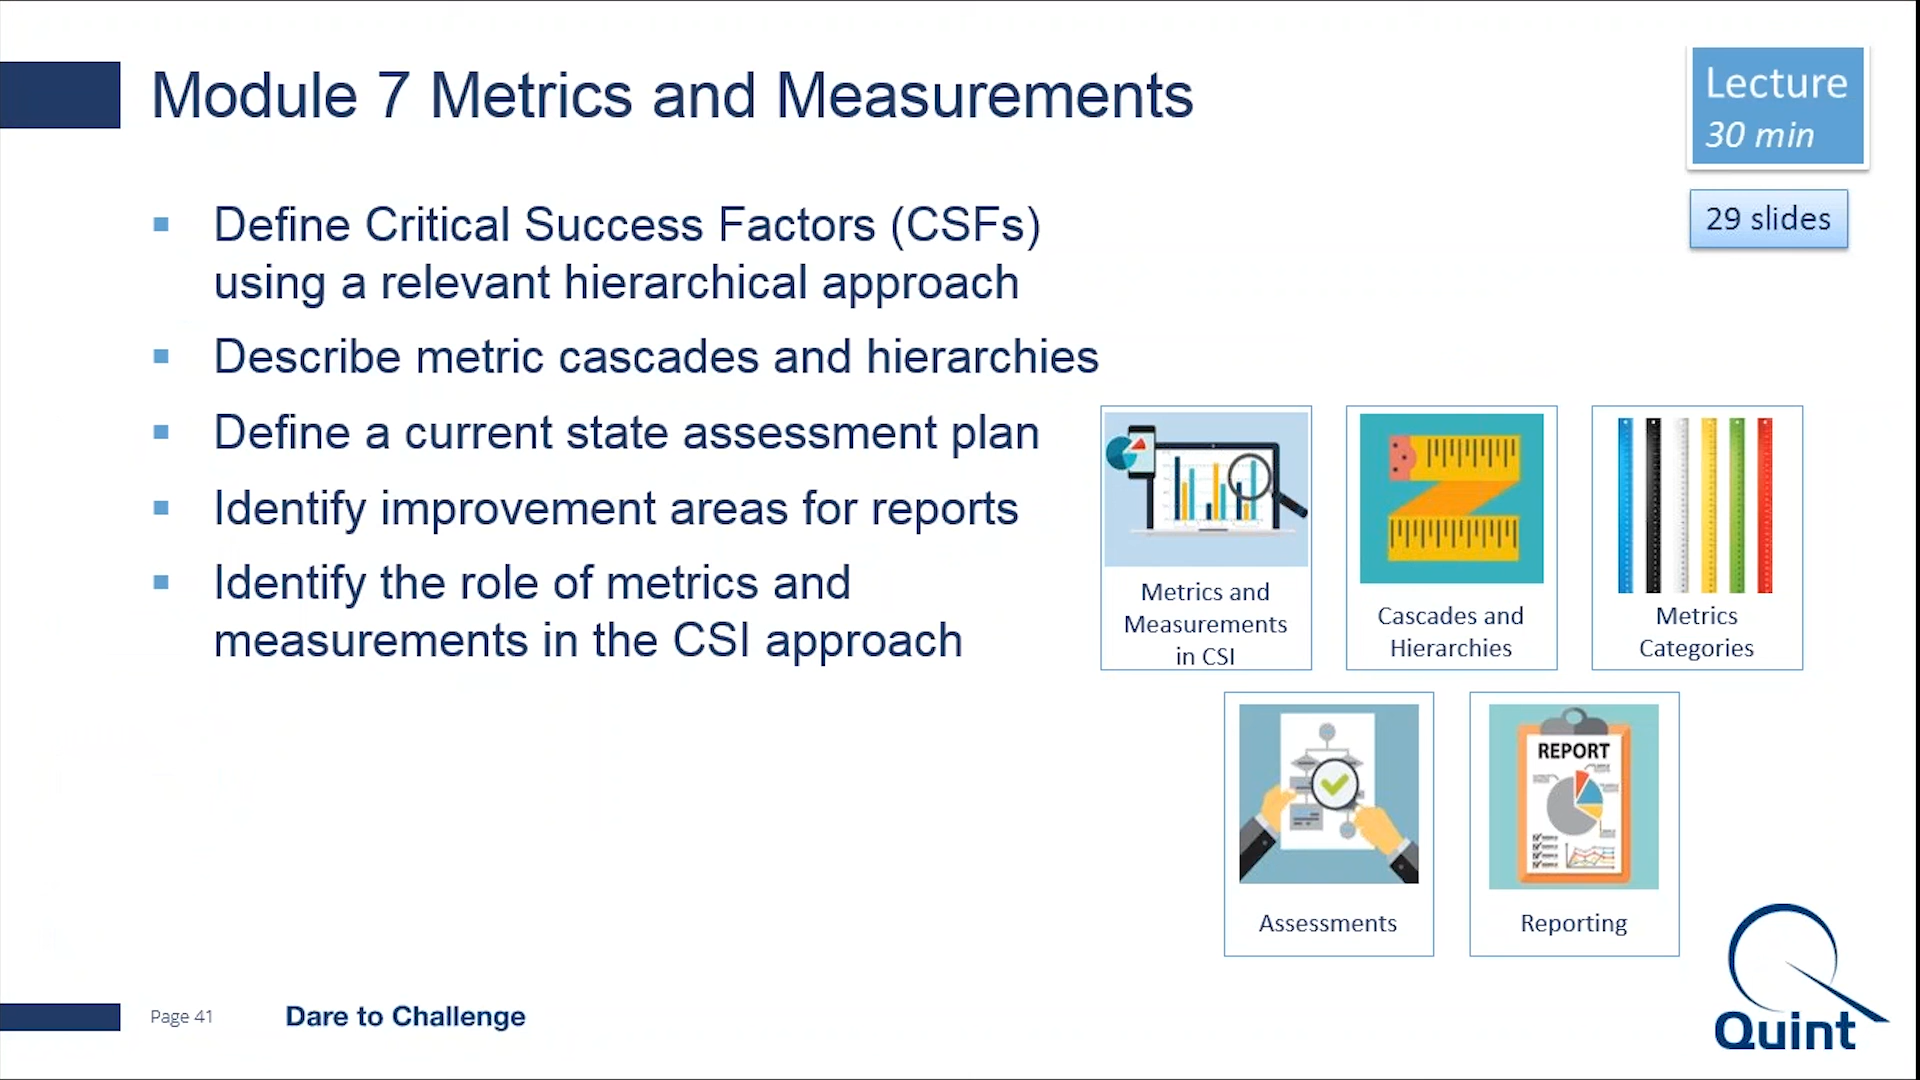 Module 7 Metrics and Measurements
Lecture
30 min
29 slides
Define Critical Success Factors (CSFs)
using a relevant hierarchical approach
Describe metric cascades and hierarchies
Define a current state assessment plan
Identify improvement areas for reports
Identify the role of metrics and
measurements in the CSI approach
Metrics and
Measurements
in CSI
Cascades and
Hierarchies
Metrics
Categories
REPORT
Assessments
Reporting
Page 41
Dare to Challenge
Quint